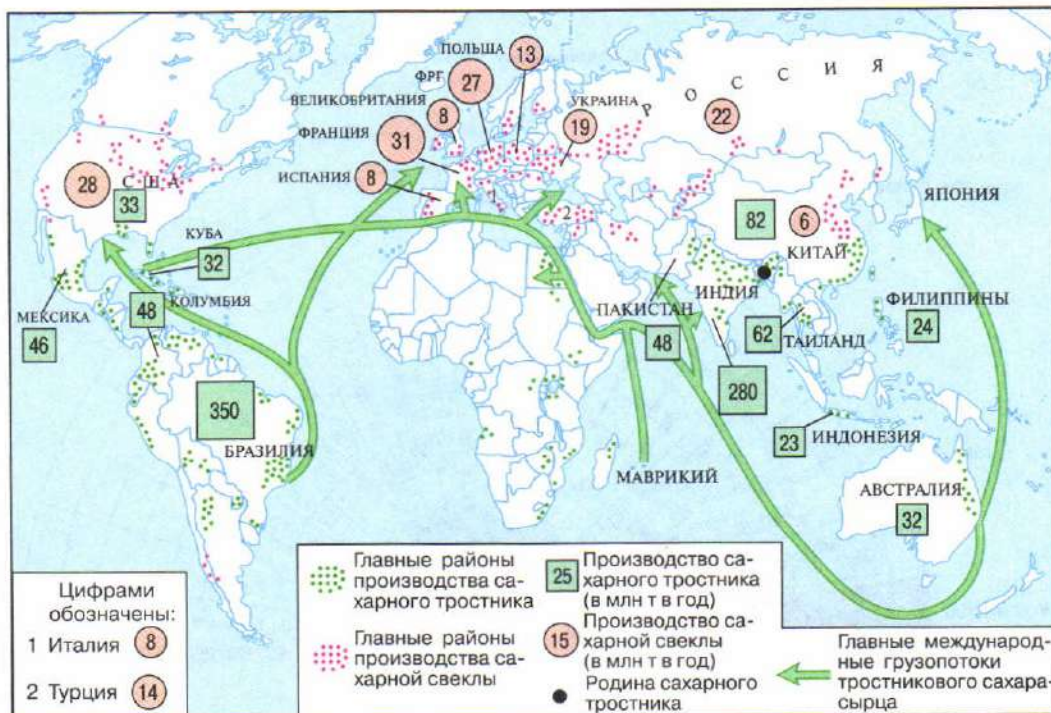 ПОЛЬША
13
ФРГ
27
ВЕЛИКОБРИТАНИЯ
8
УКРАИНА
19
РОССИЯ
22
ФРАНЦИЯ
31
ИСПАНИЯ
8
28
США
33
ЯПОНИЯ
82
6
КИТАЙ
КУБА
32
1
2
МЕКСИКА
46
48
КОЛУМБИЯ
ПАКИСТАН
48
ИНДИЯ
280
62
ТАИЛАНД
ФИЛИППИНЫ
24
350
БРАЗИЛИЯ
23
ИНДОНЕЗИЯ
МАВРИКИЙ
АВСТРАЛИЯ
32
Цифрами
обозначены:
1 Италия 8
2 Турция 14
Главные районы
производства са-
харного тростника
Главные районы
производства са-
харной свеклы
25 Производство са-
харного тростника
(в млн т в год)
15 Производство са-
харной свеклы
(в млн т в год)
Родина сахарного
тростника
Главные международ-
ные грузопотоки
тростникового сахара-
сырца